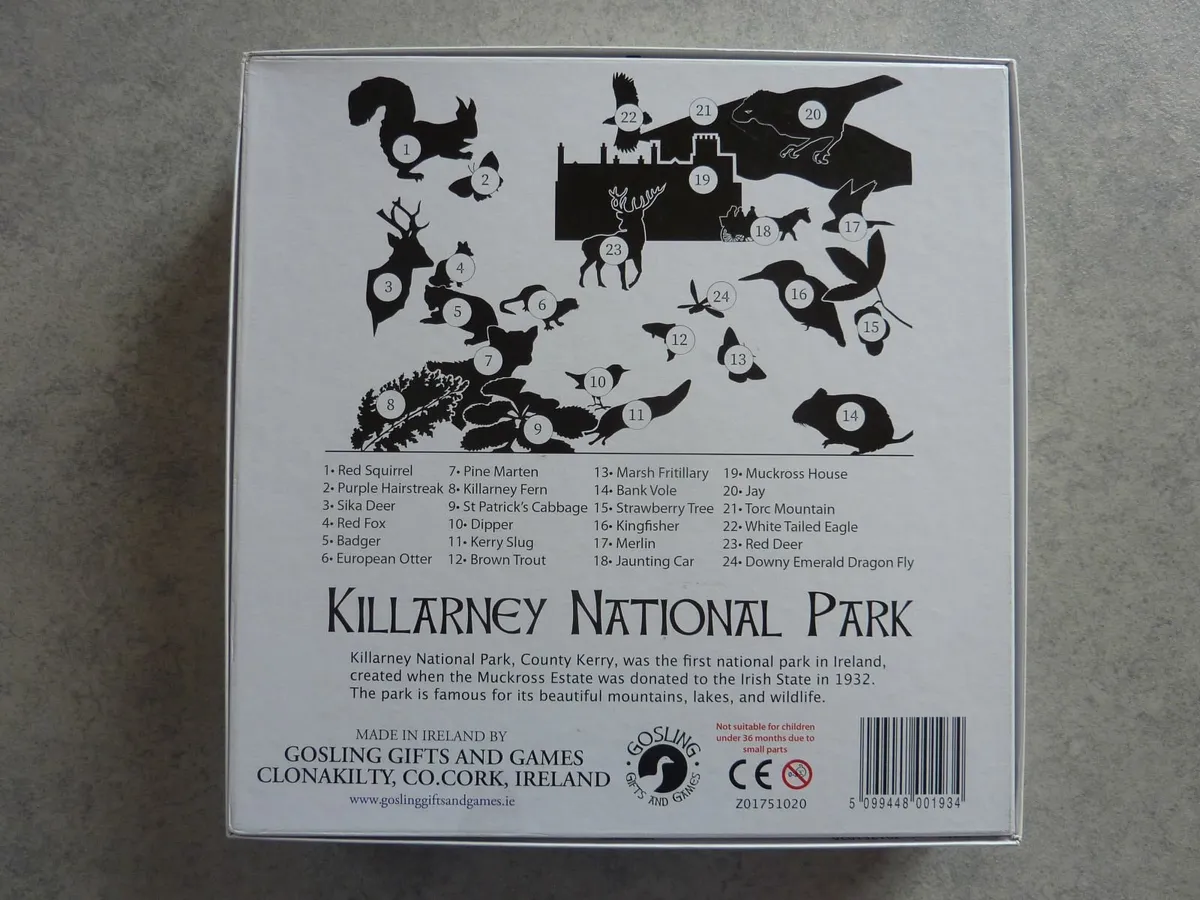 22
21
20
1
2
19
18
17
23
3
4
5
6
24
16
15
12
13
7
10
8
9
11
14
1• Red Squirrel
2• Purple Hairstreak
3• Sika Deer
4• Red Fox
5• Badger
6• European Otter
7• Pine Marten
8• Killarney Fern
9• St Patrick's Cabbage
10• Dipper
11• Kerry Slug
12• Brown Trout
13• Marsh Fritillary
14• Bank Vole
15• Strawberry Tree
16• Kingfisher
17• Merlin
18• Jaunting Car
19• Muckross House
20• Jay
21• Torc Mountain
22• White Tailed Eagle
23• Red Deer
24• Downy Emerald Dragon Fly
KILLARNEY NATIONAL PARK
Killarney National Park, County Kerry, was the first national park in Ireland,
created when the Muckross Estate was donated to the Irish State in 1932.
The park is famous for its beautiful mountains, lakes, and wildlife.
MADE IN IRELAND BY
GOSLING GIFTS AND GAMES
CLONAKILTY, CO.CORK, IRELAND
www.goslinggiftsandgames.ie
GOSLING
• GIFTS AND GAMES •
Not suitable for children
under 36 months due to
small parts
CE
0-3
Z01751020
5 099448 001934